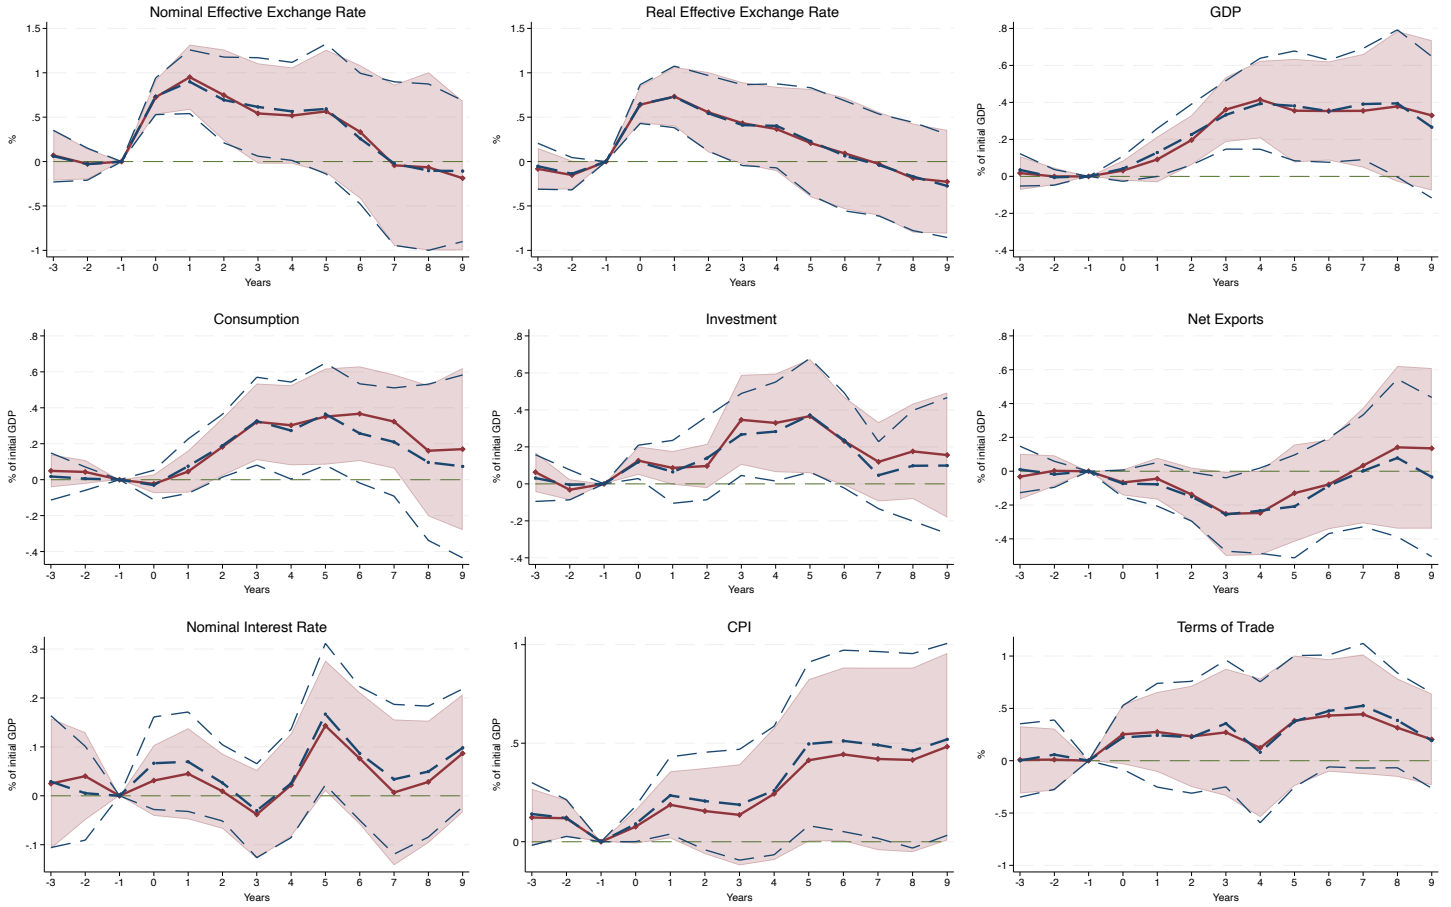 Nominal Effective Exchange Rate
1.5
1
.5
0
-.5
-1
%
-3 -2 -1 0 1 2 3 4 5 6 7 8 9
Years
Real Effective Exchange Rate
1.5
1
.5
0
-.5
-1
%
-3 -2 -1 0 1 2 3 4 5 6 7 8 9
Years
GDP
.8
.6
.4
.2
0
-.2
-.4
% of initial GDP
-3 -2 -1 0 1 2 3 4 5 6 7 8 9
Years
Consumption
.8
.6
.4
.2
0
-.2
-.4
% of initial GDP
-3 -2 -1 0 1 2 3 4 5 6 7 8 9
Years
Investment
.8
.6
.4
.2
0
-.2
-.4
% of initial GDP
-3 -2 -1 0 1 2 3 4 5 6 7 8 9
Years
Net Exports
.8
.6
.4
.2
0
-.2
-.4
% of initial GDP
-3 -2 -1 0 1 2 3 4 5 6 7 8 9
Years
Nominal Interest Rate
.3
.2
.1
0
-.1
% of initial GDP
-3 -2 -1 0 1 2 3 4 5 6 7 8 9
Years
CPI
1
.5
0
% of initial GDP
-3 -2 -1 0 1 2 3 4 5 6 7 8 9
Years
Terms of Trade
1
.5
0
-.5
-1
%
-3 -2 -1 0 1 2 3 4 5 6 7 8 9
Years